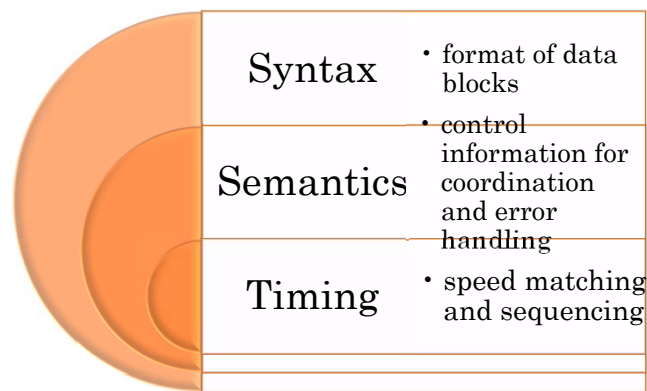 Syntax
• format of data
blocks
Semantics
• control
information for
coordination
and error
handling
Timing
• speed matching
and sequencing